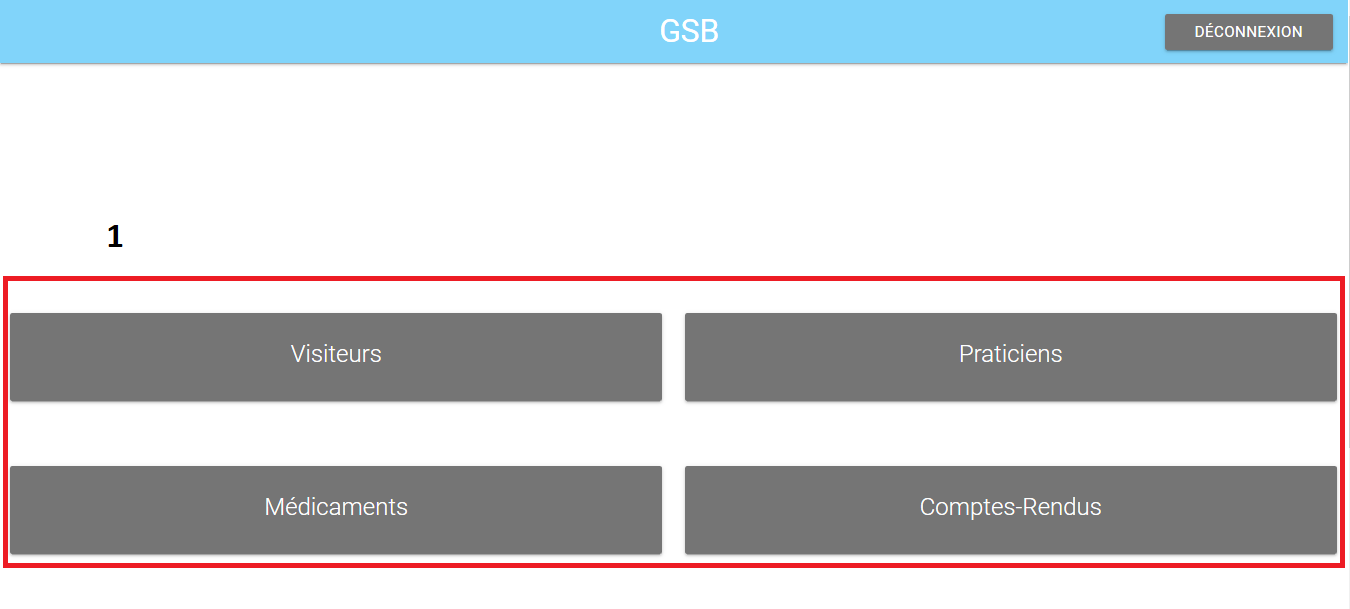 GSB
DÉCONNEXION
1
Visiteurs
Praticiens
Médicaments
Comptes-Rendus